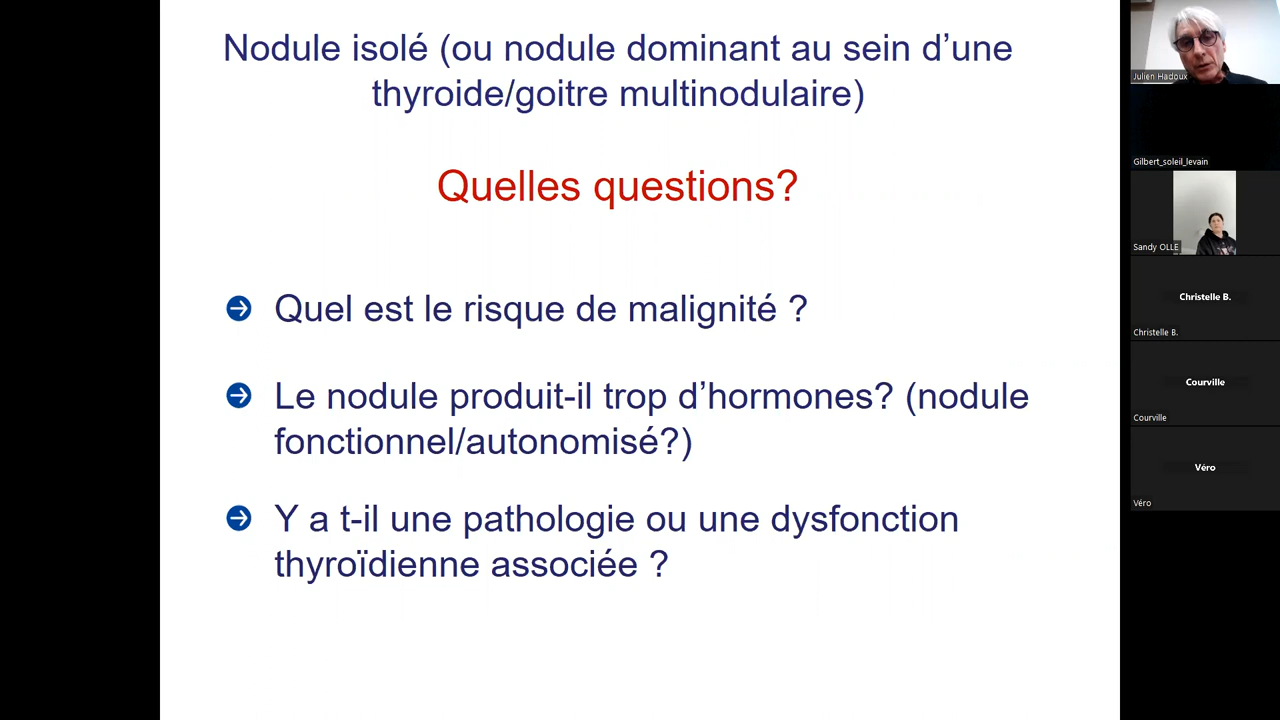 Nodule isolé (ou nodule dominant au sein d’une
thyroide/goitre multinodulaire)
Quelles questions?
Quel est le risque de malignité ?
Le nodule produit-il trop d’hormones? (nodule
fonctionnel/autonomisé?)
Y a t-il une pathologie ou une dysfonction
thyroïdienne associée ?
Julien Hadoux
Gilbert_soleil_levain
Sandy OLLE
Christelle B.
Christelle B.
Courville
Courville
Véro
Véro